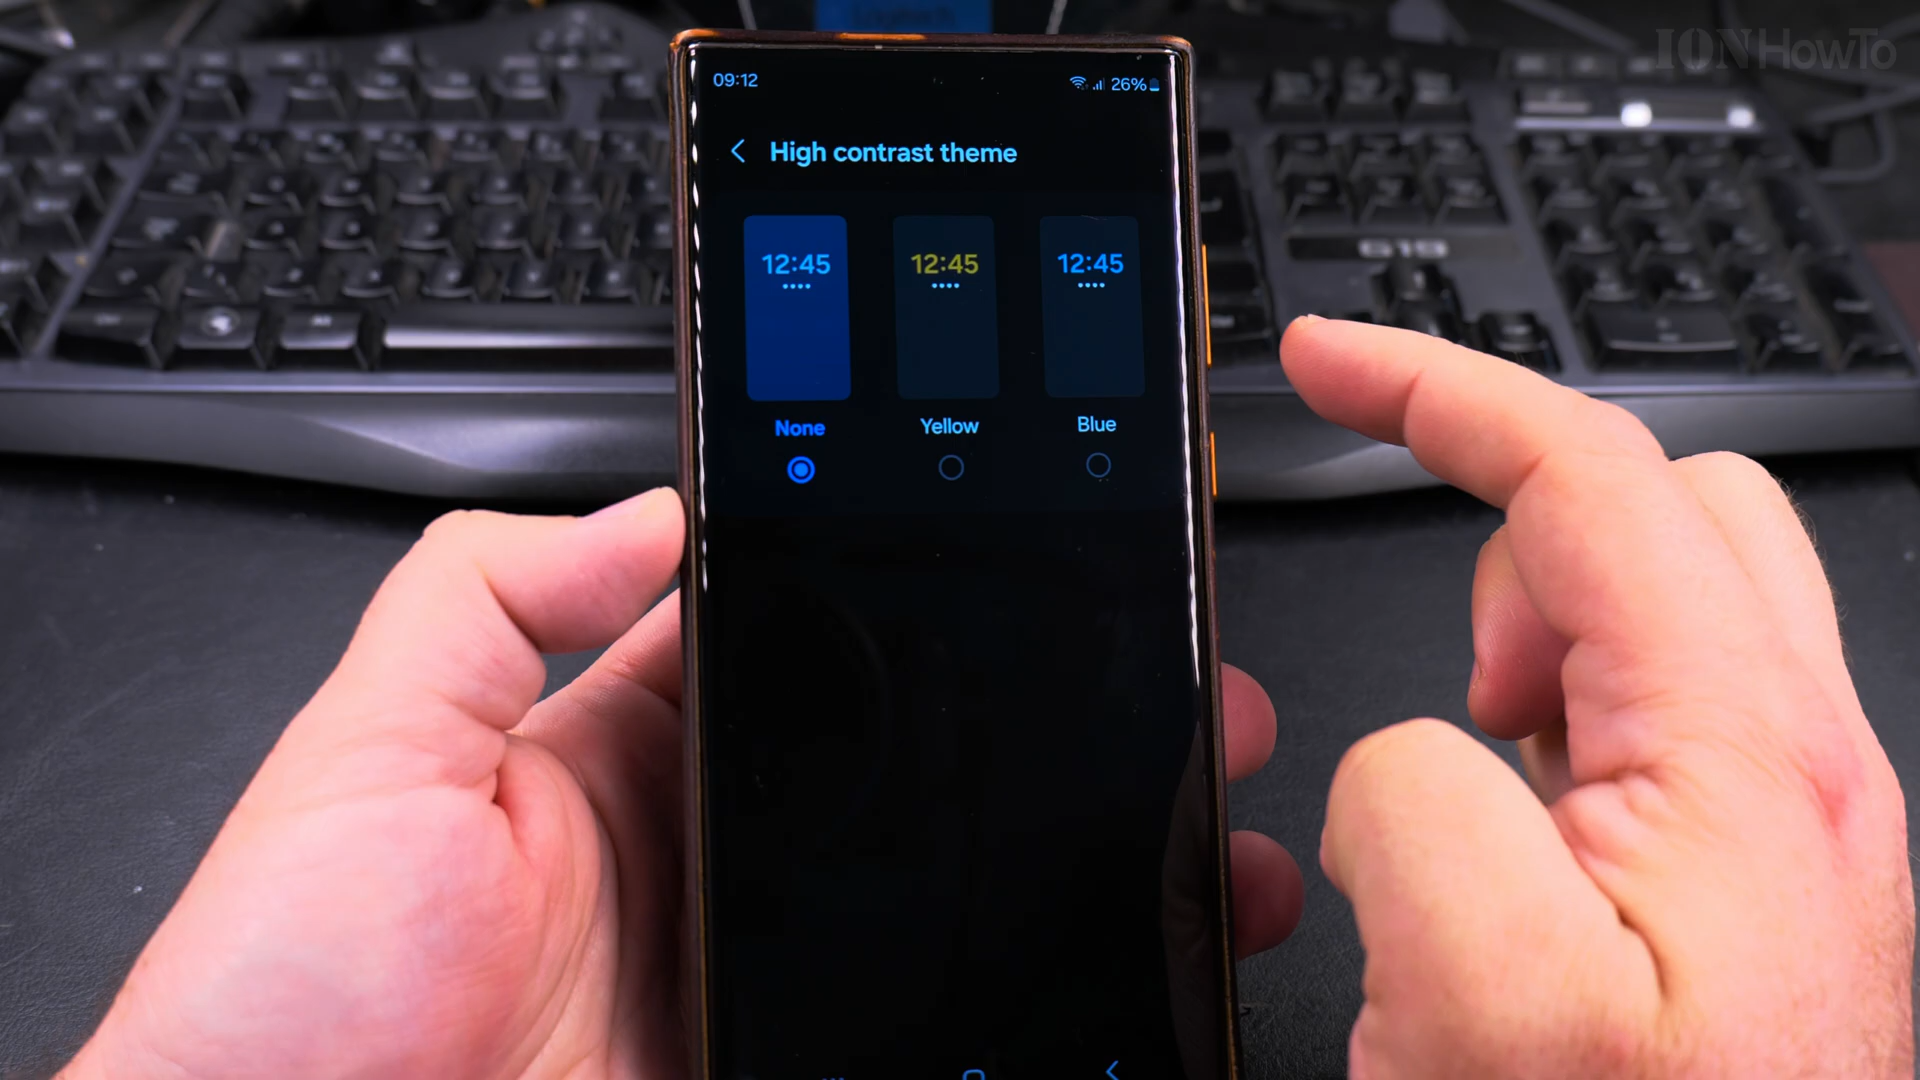 IONHowTo
09:12
26%
High contrast theme
12:45
12:45
12:45
None
Yellow
Blue
G19